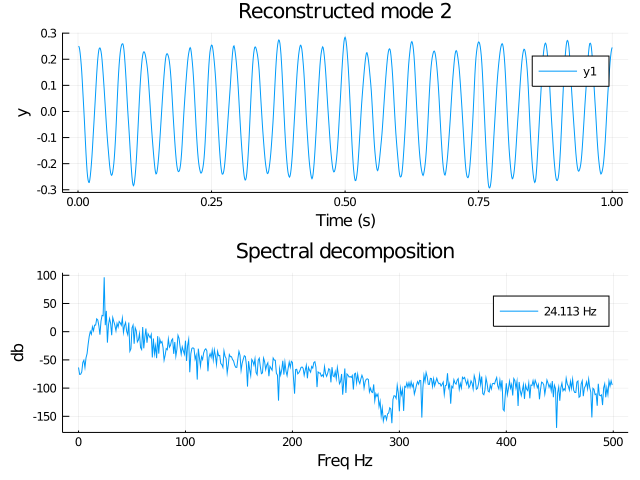 Reconstructed mode 2
0.3
0.2
0.1
0.0
-0.1
-0.2
-0.3
y
y1
0.00 0.25 0.50 0.75 1.00
Time (s)
Spectral decomposition
100
50
0
-50
-100
-150
db
24.113 Hz
0 100 200 300 400 500
Freq Hz